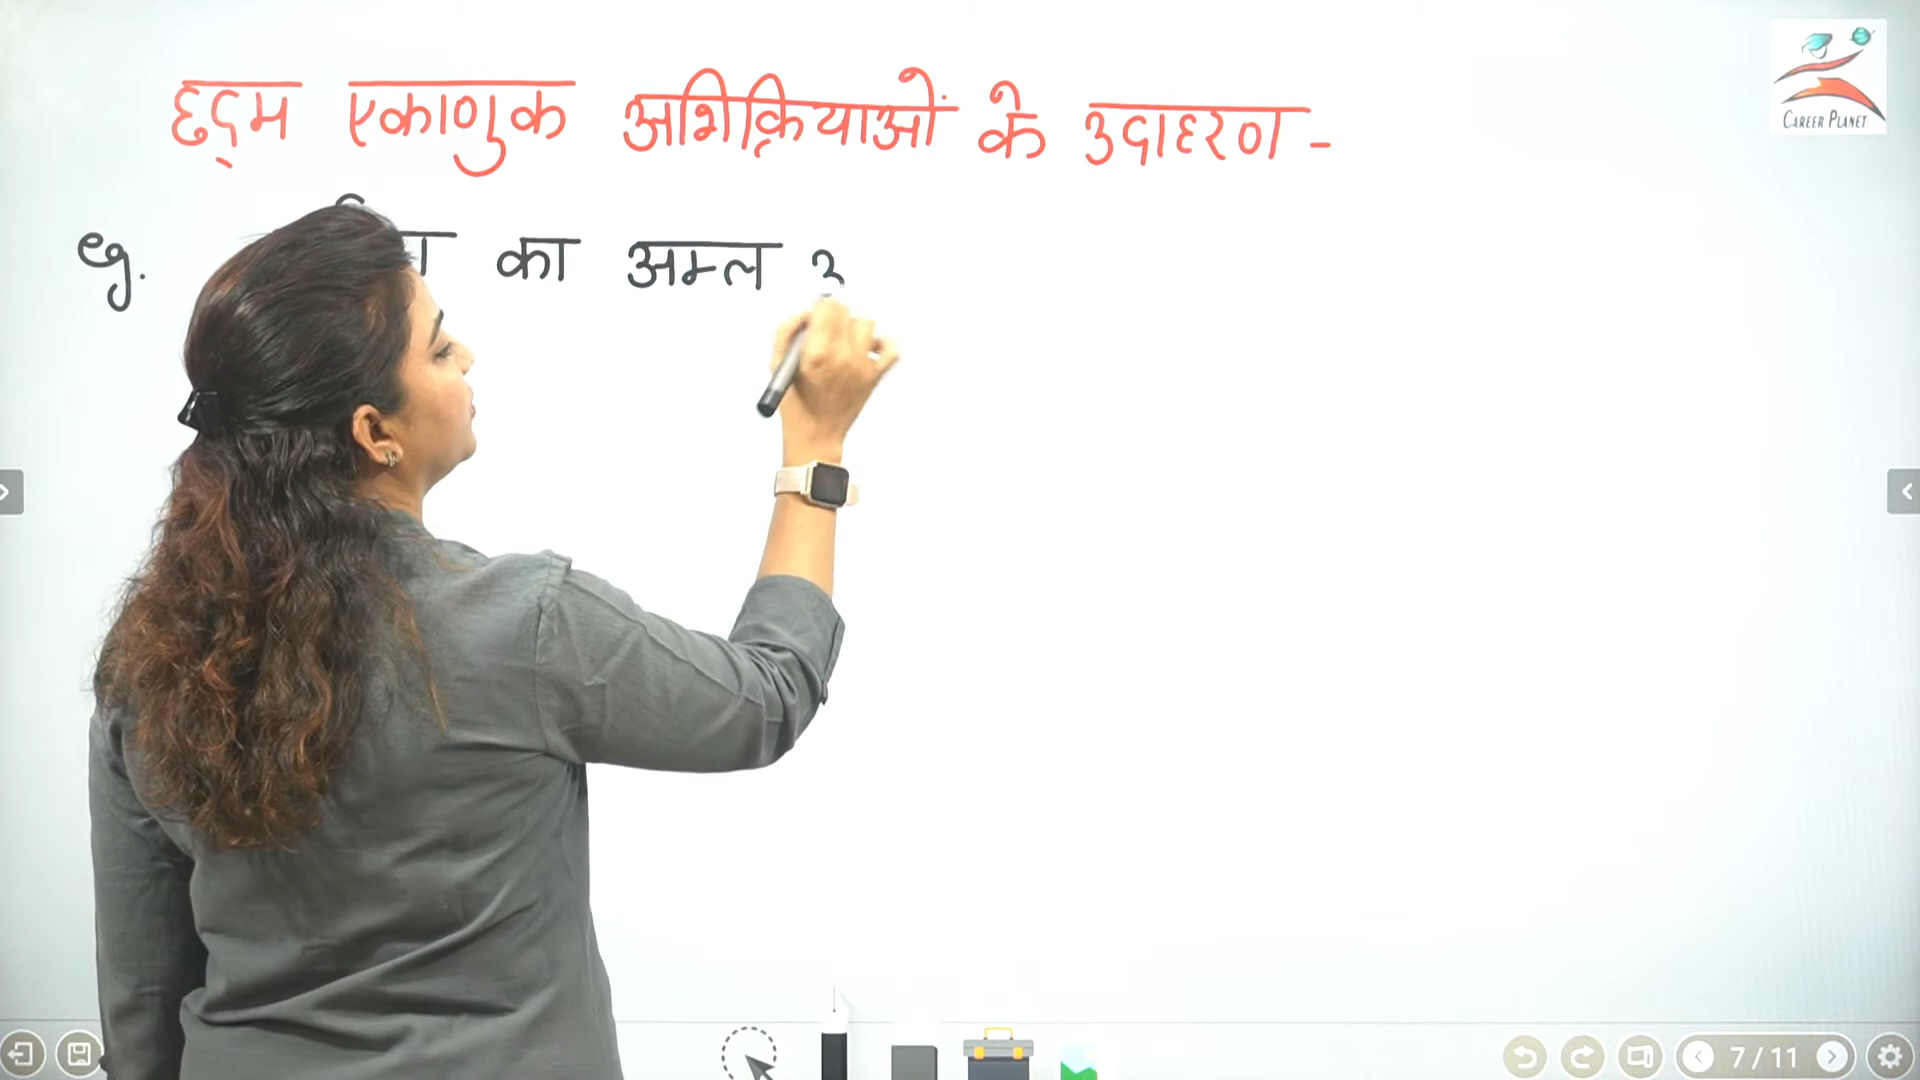 छद्म एकाणुक अभिक्रियाओं के उदाहरण -
eg. का अम्ल
CAREER PLANET
7/11